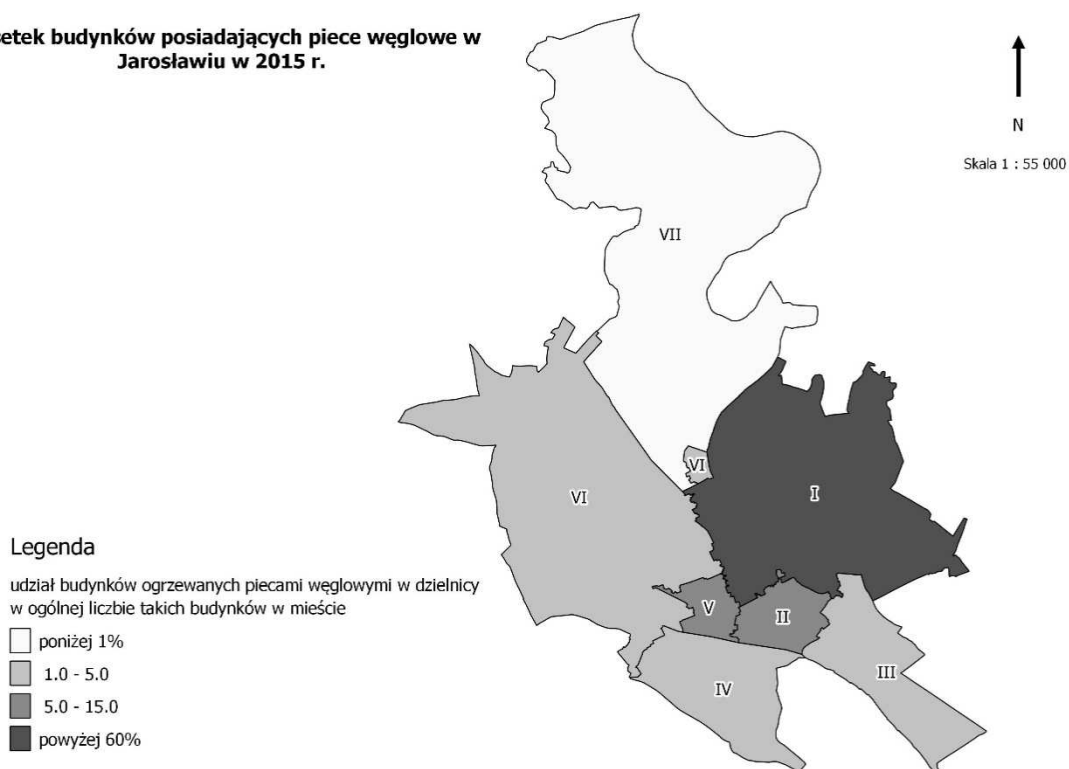 budynków posiadających piece węglowe w
Jarosławiu w 2015 r.
N
Skala 1 : 55 000
VII
VI
VI
I
V
II
III
IV
Legenda
udział budynków ogrzewanych piecami węglowymi w dzielnicy
w ogólnej liczbie takich budynków w mieście
poniżej 1%
1.0 - 5.0
5.0 - 15.0
powyżej 60%